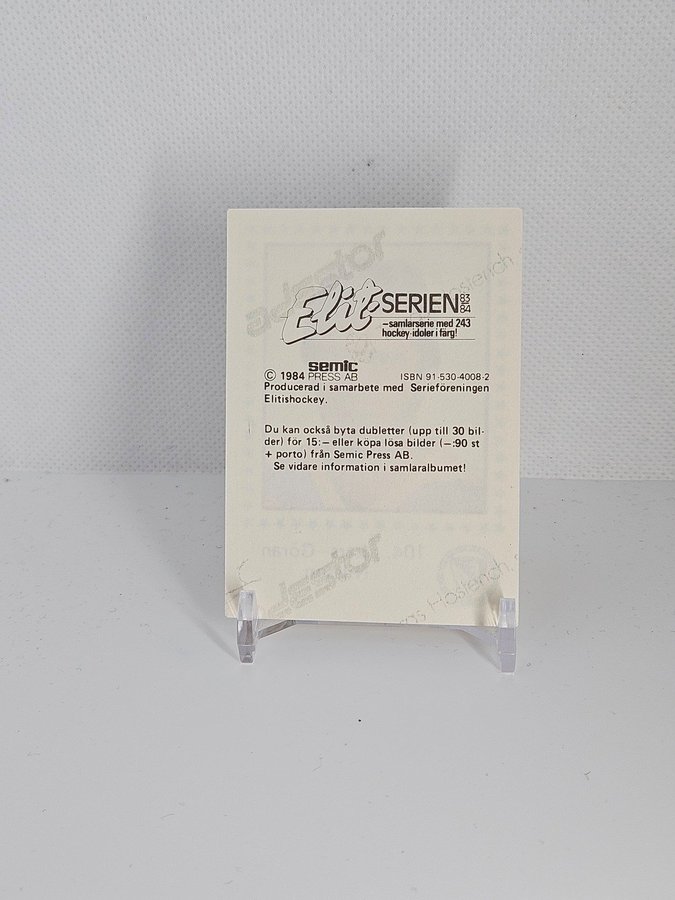 Elit-SERIEN 83 84
–samlarserie med 243
hockey-idoler i färg!
semic
© 1984 PRESS AB ISBN 91-530-4008-2
Producerad i samarbete med Serieföreningen
Elitishockey.
Du kan också byta dubletter (upp till 30 bil-
der) för 15:– eller köpa lösa bilder (–:90 st
+ porto) från Semic Press AB.
Se vidare information i samlaralbumet!
adestor
adestor